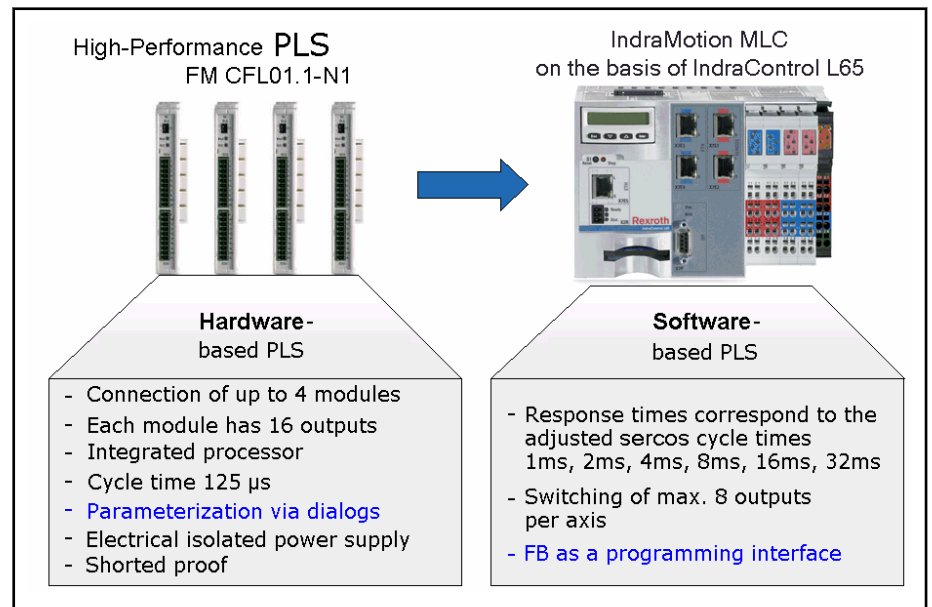 High-Performance PLS
FM CFL01.1-N1
IndraMotion MLC
on the basis of IndraControl L65
Rexroth
Hardware-
based PLS
- Connection of up to 4 modules
- Each module has 16 outputs
- Integrated processor
- Cycle time 125 µs
- Parameterization via dialogs
- Electrical isolated power supply
- Shorted proof
Software-
based PLS
- Response times correspond to the
adjusted sercos cycle times
1ms, 2ms, 4ms, 8ms, 16ms, 32ms
- Switching of max. 8 outputs
per axis
- FB as a programming interface